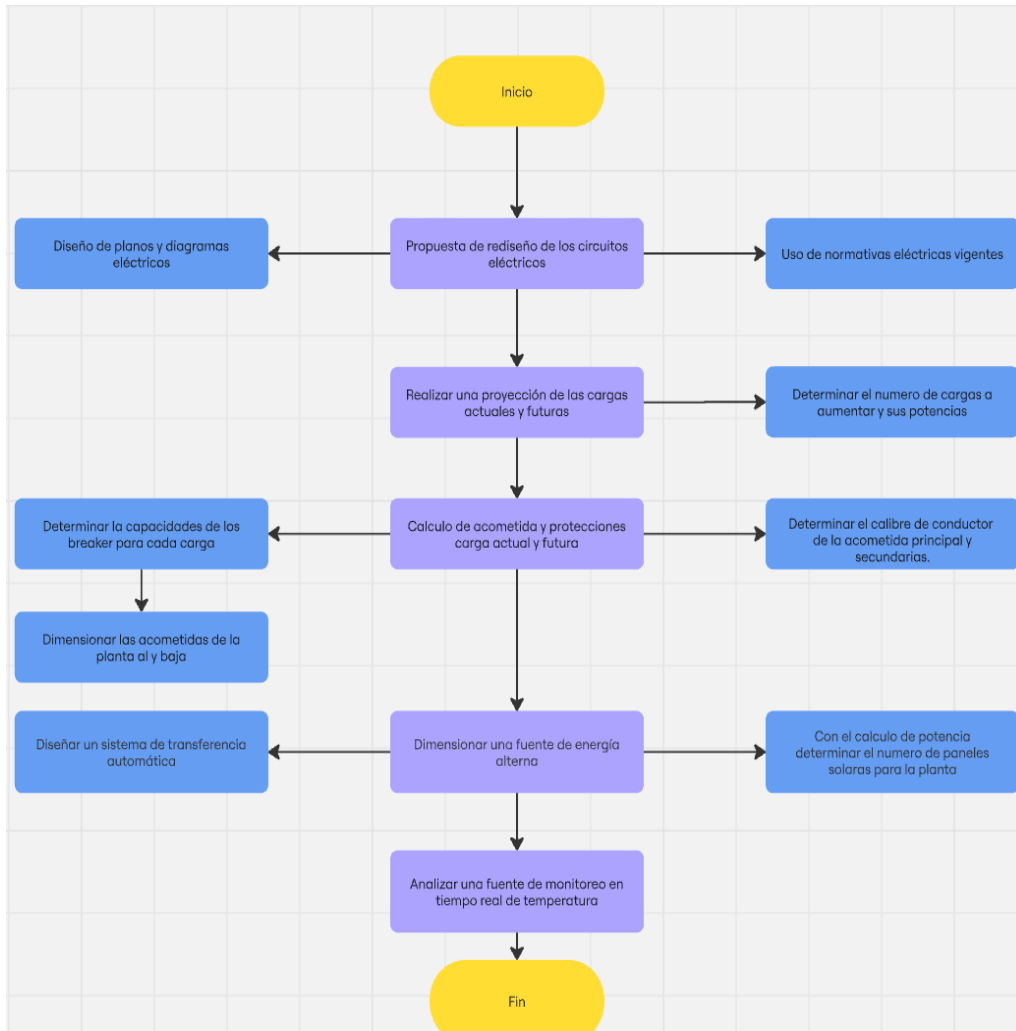 Inicio
Diseño de planos y diagramas
eléctricos
Propuesta de rediseño de los circuitos
eléctricos
Uso de normativas eléctricas vigentes
Realizar una proyección de las cargas
actuales y futuras
Determinar el numero de cargas a
aumentar y sus potencias
Determinar la capacidades de los
breaker para cada carga
Calculo de acometida y protecciones
carga actual y futura
Determinar el calibre de conductor
de la acometida principal y
secundarias.
Dimensionar las acometidas de la
planta al y baja
Diseñar un sistema de transferencia
automática
Dimensionar una fuente de energía
alterna
Con el calculo de potencia
determinar el numero de paneles
solaras para la planta
Analizar una fuente de monitoreo en
tiempo real de temperatura
Fin